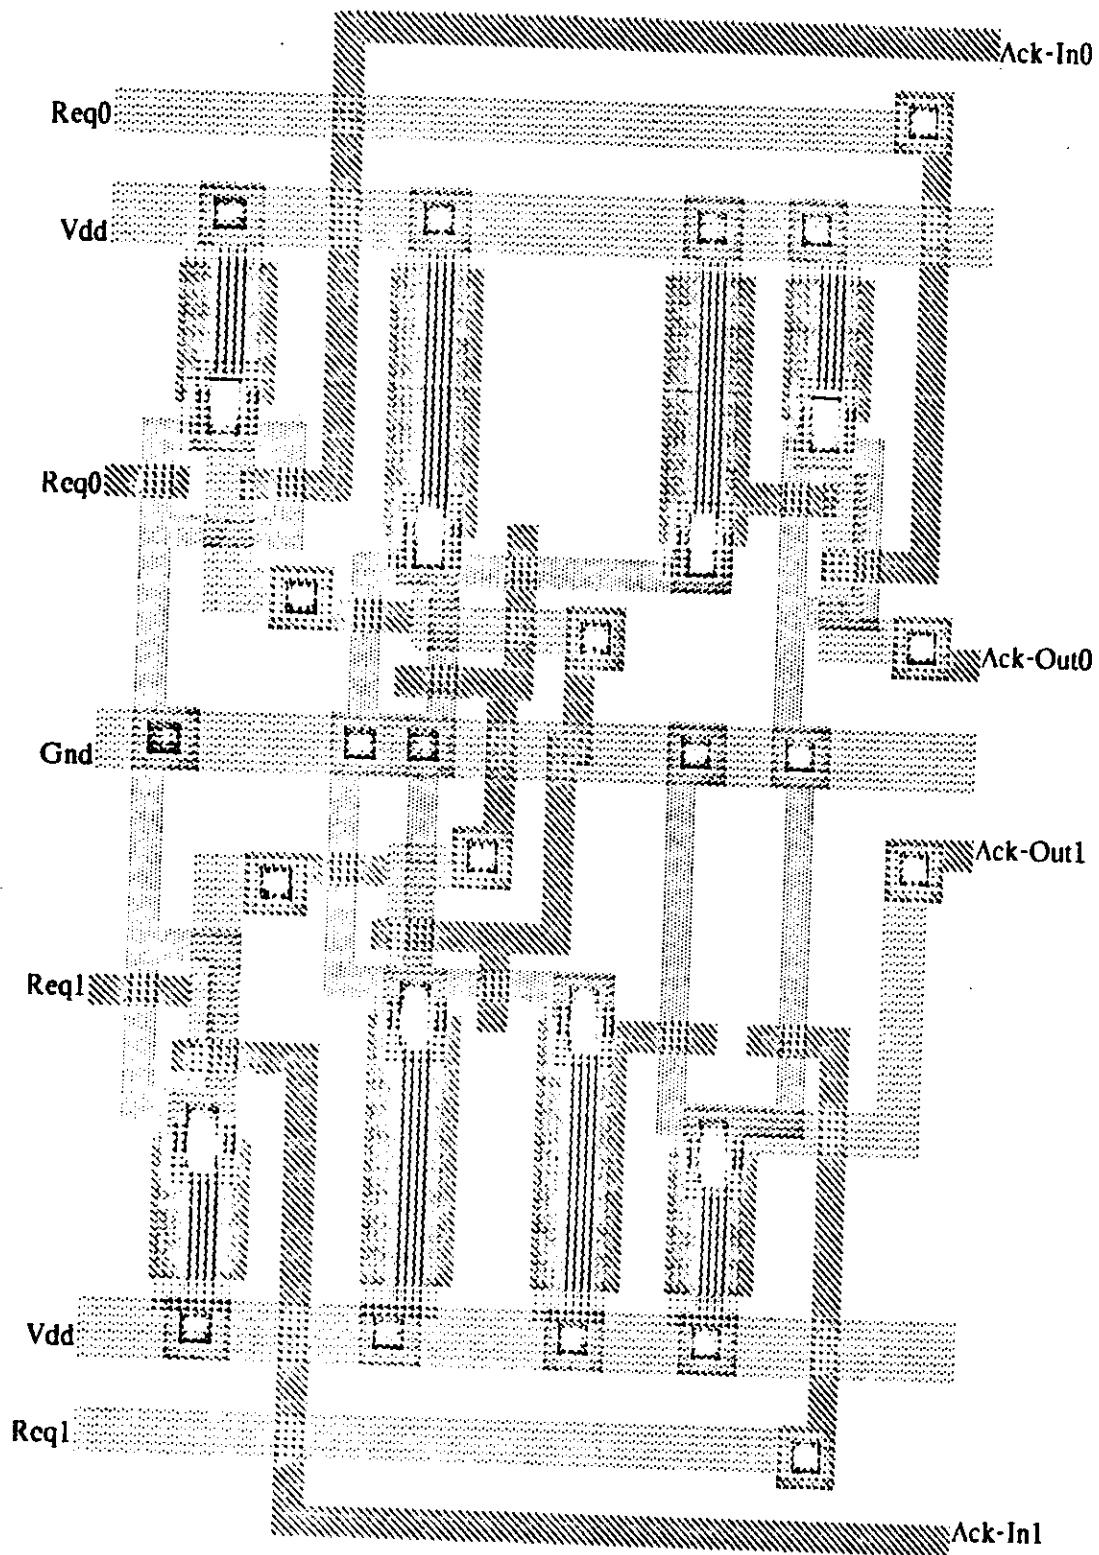 Ack-In0
Req0
Vdd
Req0
Ack-Out0
Gnd
Ack-Out1
Req1
Vdd
Req1
Ack-In1